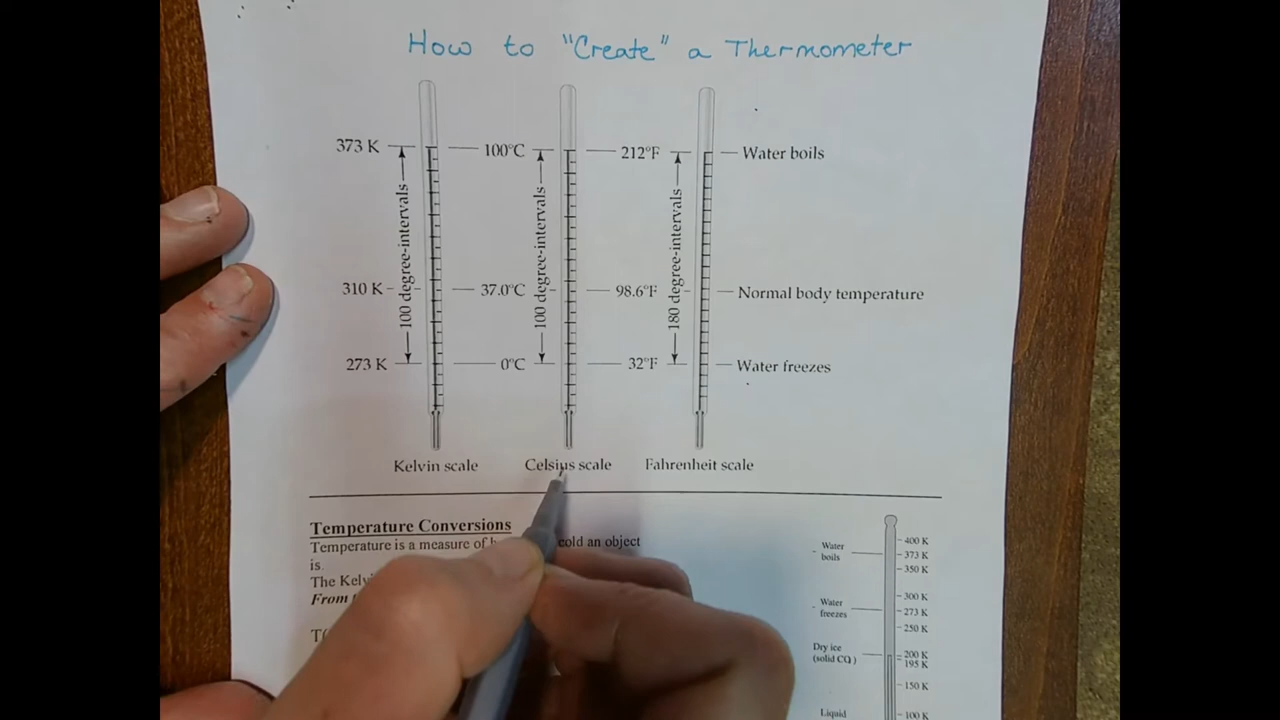 How to "Create" a Thermometer
373 K 100°C 212°F Water boils
100 degree-intervals
100 degree-intervals
180 degree-intervals
310 K 37.0°C 98.6°F Normal body temperature
273 K 0°C 32°F Water freezes
Kelvin scale Celsius scale Fahrenheit scale
Temperature Conversions
Temperature is a measure of cold an object
is.
The
From
Water
boils
400 K
373 K
350 K
Water
freezes
300 K
273 K
250 K
Dry ice
(solid CO )
200 K
195 K
150 K
Liquid
100 K